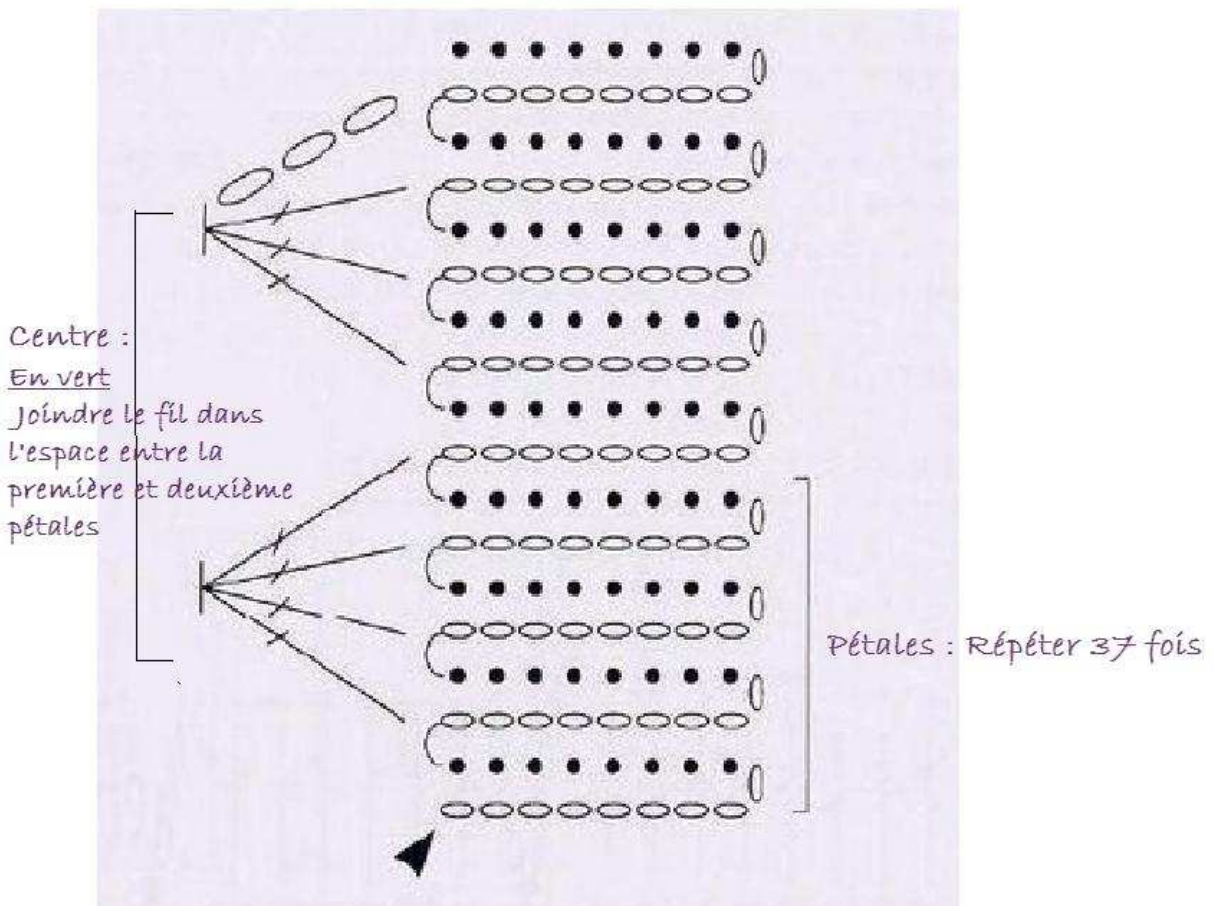 Centre :
En vert
Joindre le fil dans
l'espace entre la
première et deuxième
pétales
Pétales : Répéter 37 fois